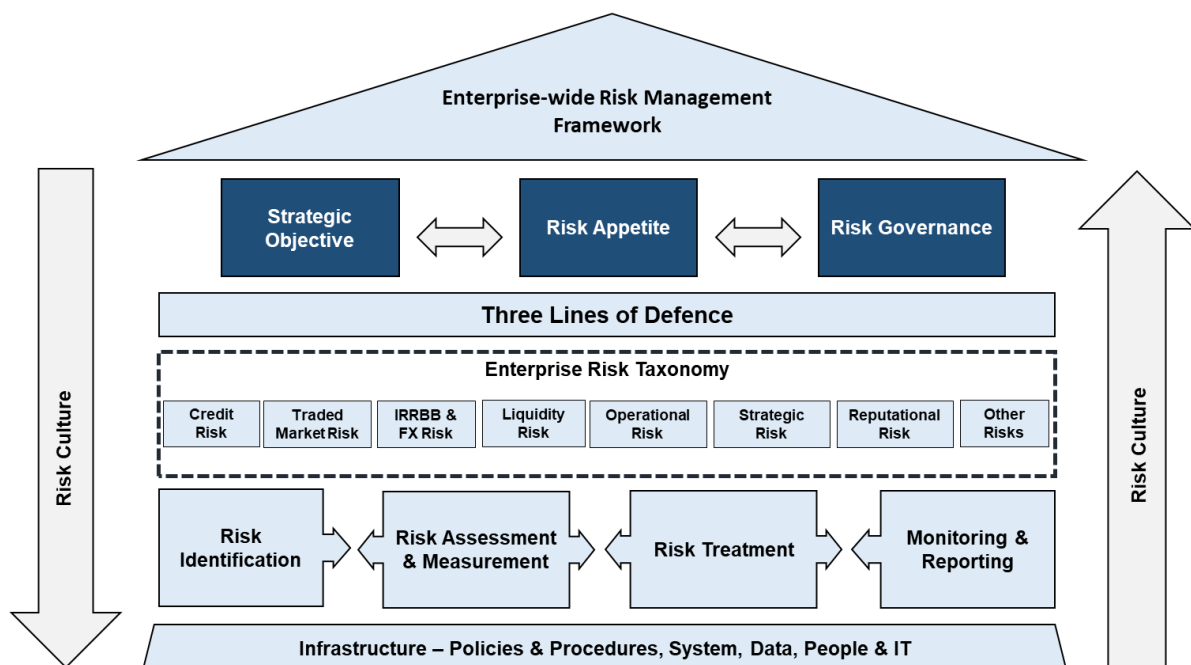 Enterprise-wide Risk Management
Framework
Strategic
Objective
Risk Appetite
Risk Governance
Three Lines of Defence
Enterprise Risk Taxonomy
Credit
Risk
Traded
Market Risk
IRRBB &
FX Risk
Liquidity
Risk
Operational
Risk
Strategic
Risk
Reputational
Risk
Other
Risks
Risk Culture
Risk Culture
Risk
Identification
Risk Assessment
& Measurement
Risk Treatment
Monitoring &
Reporting
Infrastructure – Policies & Procedures, System, Data, People & IT